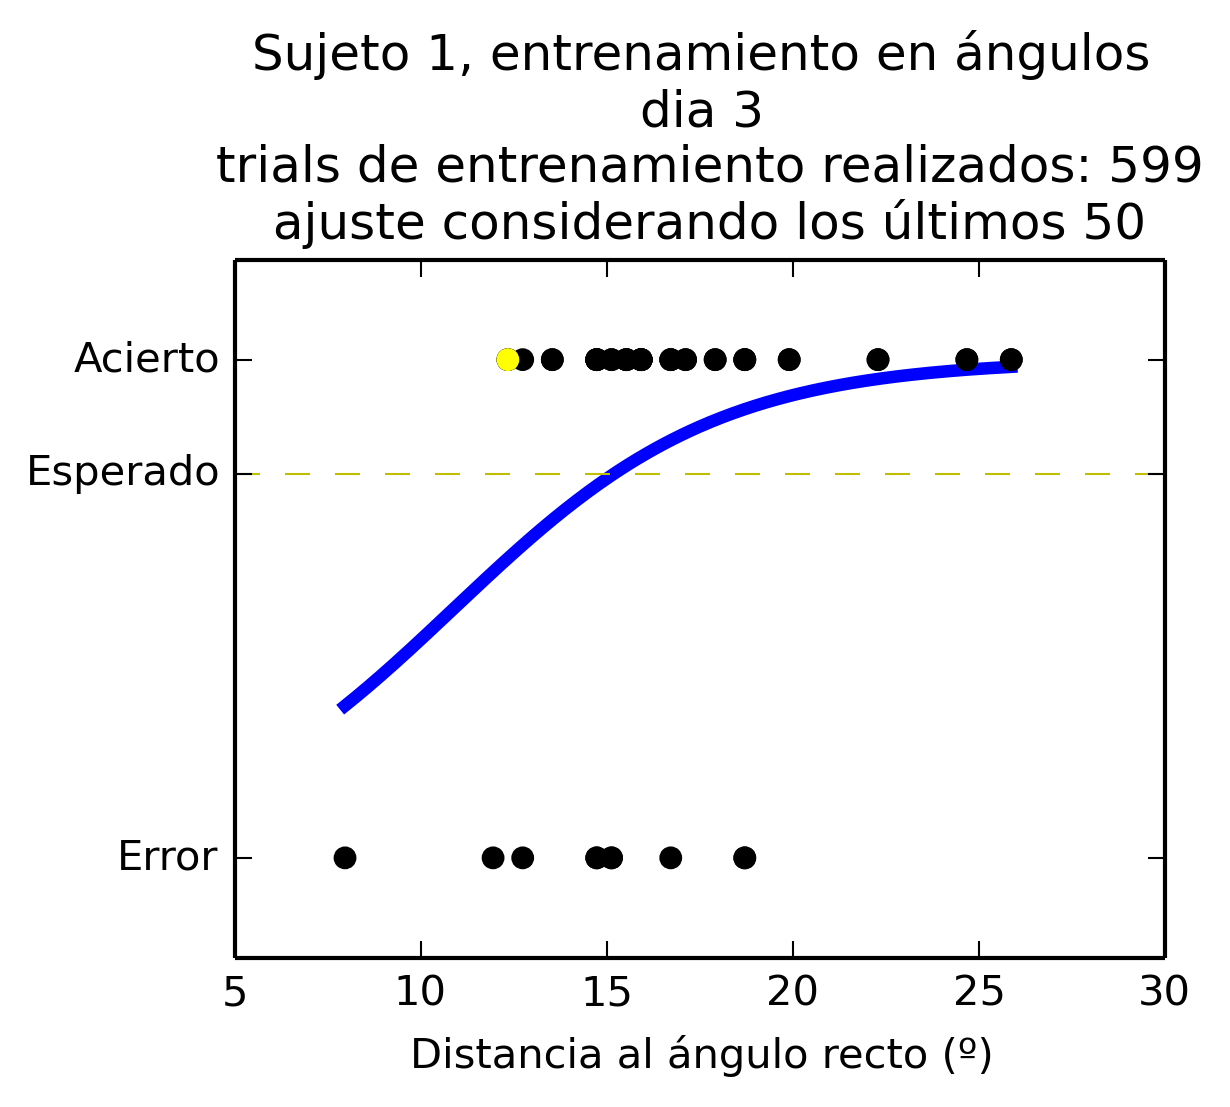 Sujeto 1, entrenamiento en ángulos
dia 3
trials de entrenamiento realizados: 599
ajuste considerando los últimos 50
Acierto
Esperado
Error
5 10 15 20 25 30
Distancia al ángulo recto (º)